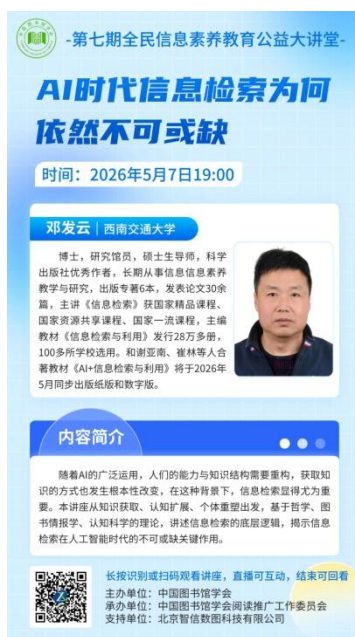 -第七期全民信息素养教育公益大讲堂-
AI时代信息检索为何
依然不可或缺
时间：2026年5月7日19:00
邓发云 | 西南交通大学
博士，研究馆员，硕士生导师，科学
出版社优秀作者，长期从事信息信息素养
教学与研究，出版专著6本，发表论文30余
篇，主讲《信息检索》获国家精品课程、
国家资源共享课程、国家一流课程，主编
教材《信息检索与利用》发行28万多册，
100多所学校选用。和谢亚南、崔林等人合
著教材《AI+信息检索与利用》将于2026年
5月同步出版纸版和数字版。
内容简介
随着AI的广泛运用，人们的能力与知识结构需要重构，获取知
识的方式也发生根本性改变，在这种背景下，信息检索显得尤为重
要。本讲座从知识获取、认知扩展、个体重塑出发，基于哲学、图
书情报学、认知科学的理论，讲述信息检索的底层逻辑，揭示信息
检索在人工智能时代的不可或缺关键作用。
长按识别或扫码观看讲座，直播可互动，结束可回看
主办单位：中国图书馆学会
承办单位：中国图书馆学会阅读推广工作委员会
支持单位：北京智信数图科技有限公司